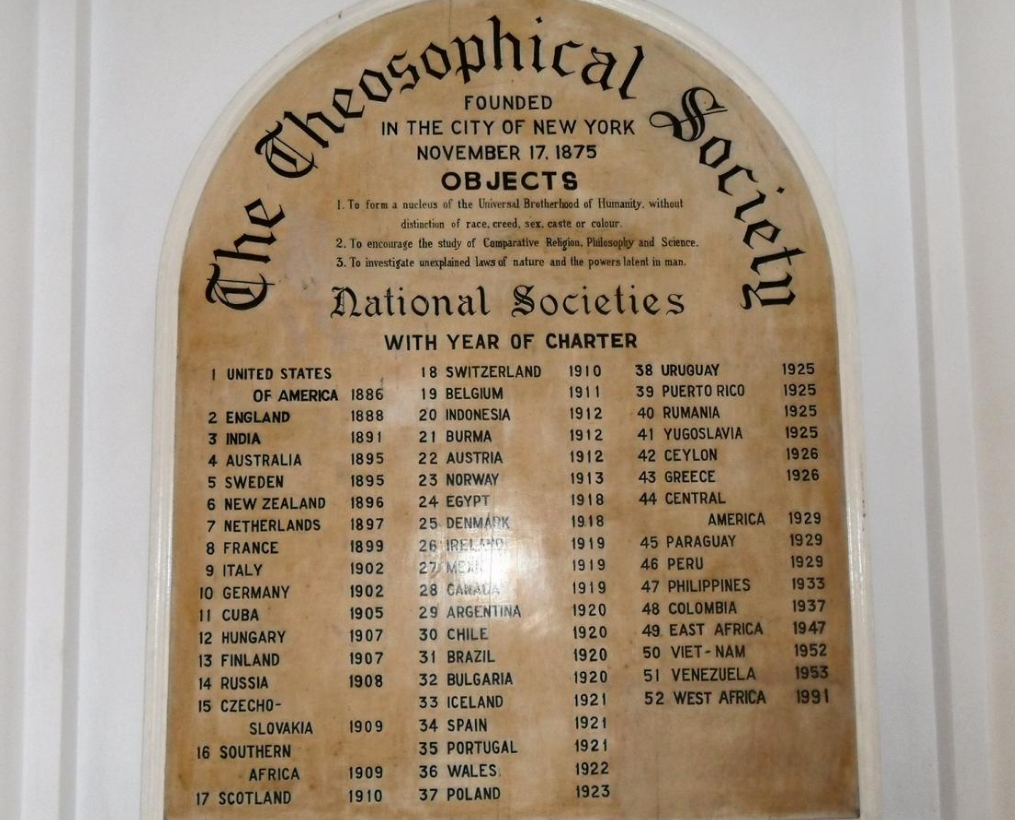 The Theosophical Society
FOUNDED
IN THE CITY OF NEW YORK
NOVEMBER 17, 1875
OBJECTS
1. To form a nucleus of the Universal Brotherhood of Humanity, without
distinction of race, creed, sex, caste or colour.
2. To encourage the study of Comparative Religion, Philosophy and Science.
3. To investigate unexplained laws of nature and the powers latent in man.
National Societies
WITH YEAR OF CHARTER
1 UNITED STATES
OF AMERICA 1886
2 ENGLAND 1888
3 INDIA 1891
4 AUSTRALIA 1895
5 SWEDEN 1895
6 NEW ZEALAND 1896
7 NETHERLANDS 1897
8 FRANCE 1899
9 ITALY 1902
10 GERMANY 1902
11 CUBA 1905
12 HUNGARY 1907
13 FINLAND 1907
14 RUSSIA 1908
15 CZECHO-
SLOVAKIA 1909
16 SOUTHERN
AFRICA 1909
17 SCOTLAND 1910
18 SWITZERLAND 1910
19 BELGIUM 1911
20 INDONESIA 1912
21 BURMA 1912
22 AUSTRIA 1912
23 NORWAY 1913
24 EGYPT 1918
25 DENMARK 1918
26 IRELAND 1919
27 MEXICO 1919
28 CANADA 1919
29 ARGENTINA 1920
30 CHILE 1920
31 BRAZIL 1920
32 BULGARIA 1920
33 ICELAND 1921
34 SPAIN 1921
35 PORTUGAL 1921
36 WALES 1922
37 POLAND 1923
38 URUGUAY 1925
39 PUERTO RICO 1925
40 RUMANIA 1925
41 YUGOSLAVIA 1925
42 CEYLON 1926
43 GREECE 1926
44 CENTRAL
AMERICA 1929
45 PARAGUAY 1929
46 PERU 1929
47 PHILIPPINES 1933
48 COLOMBIA 1937
49 EAST AFRICA 1947
50 VIET-NAM 1952
51 VENEZUELA 1953
52 WEST AFRICA 1991